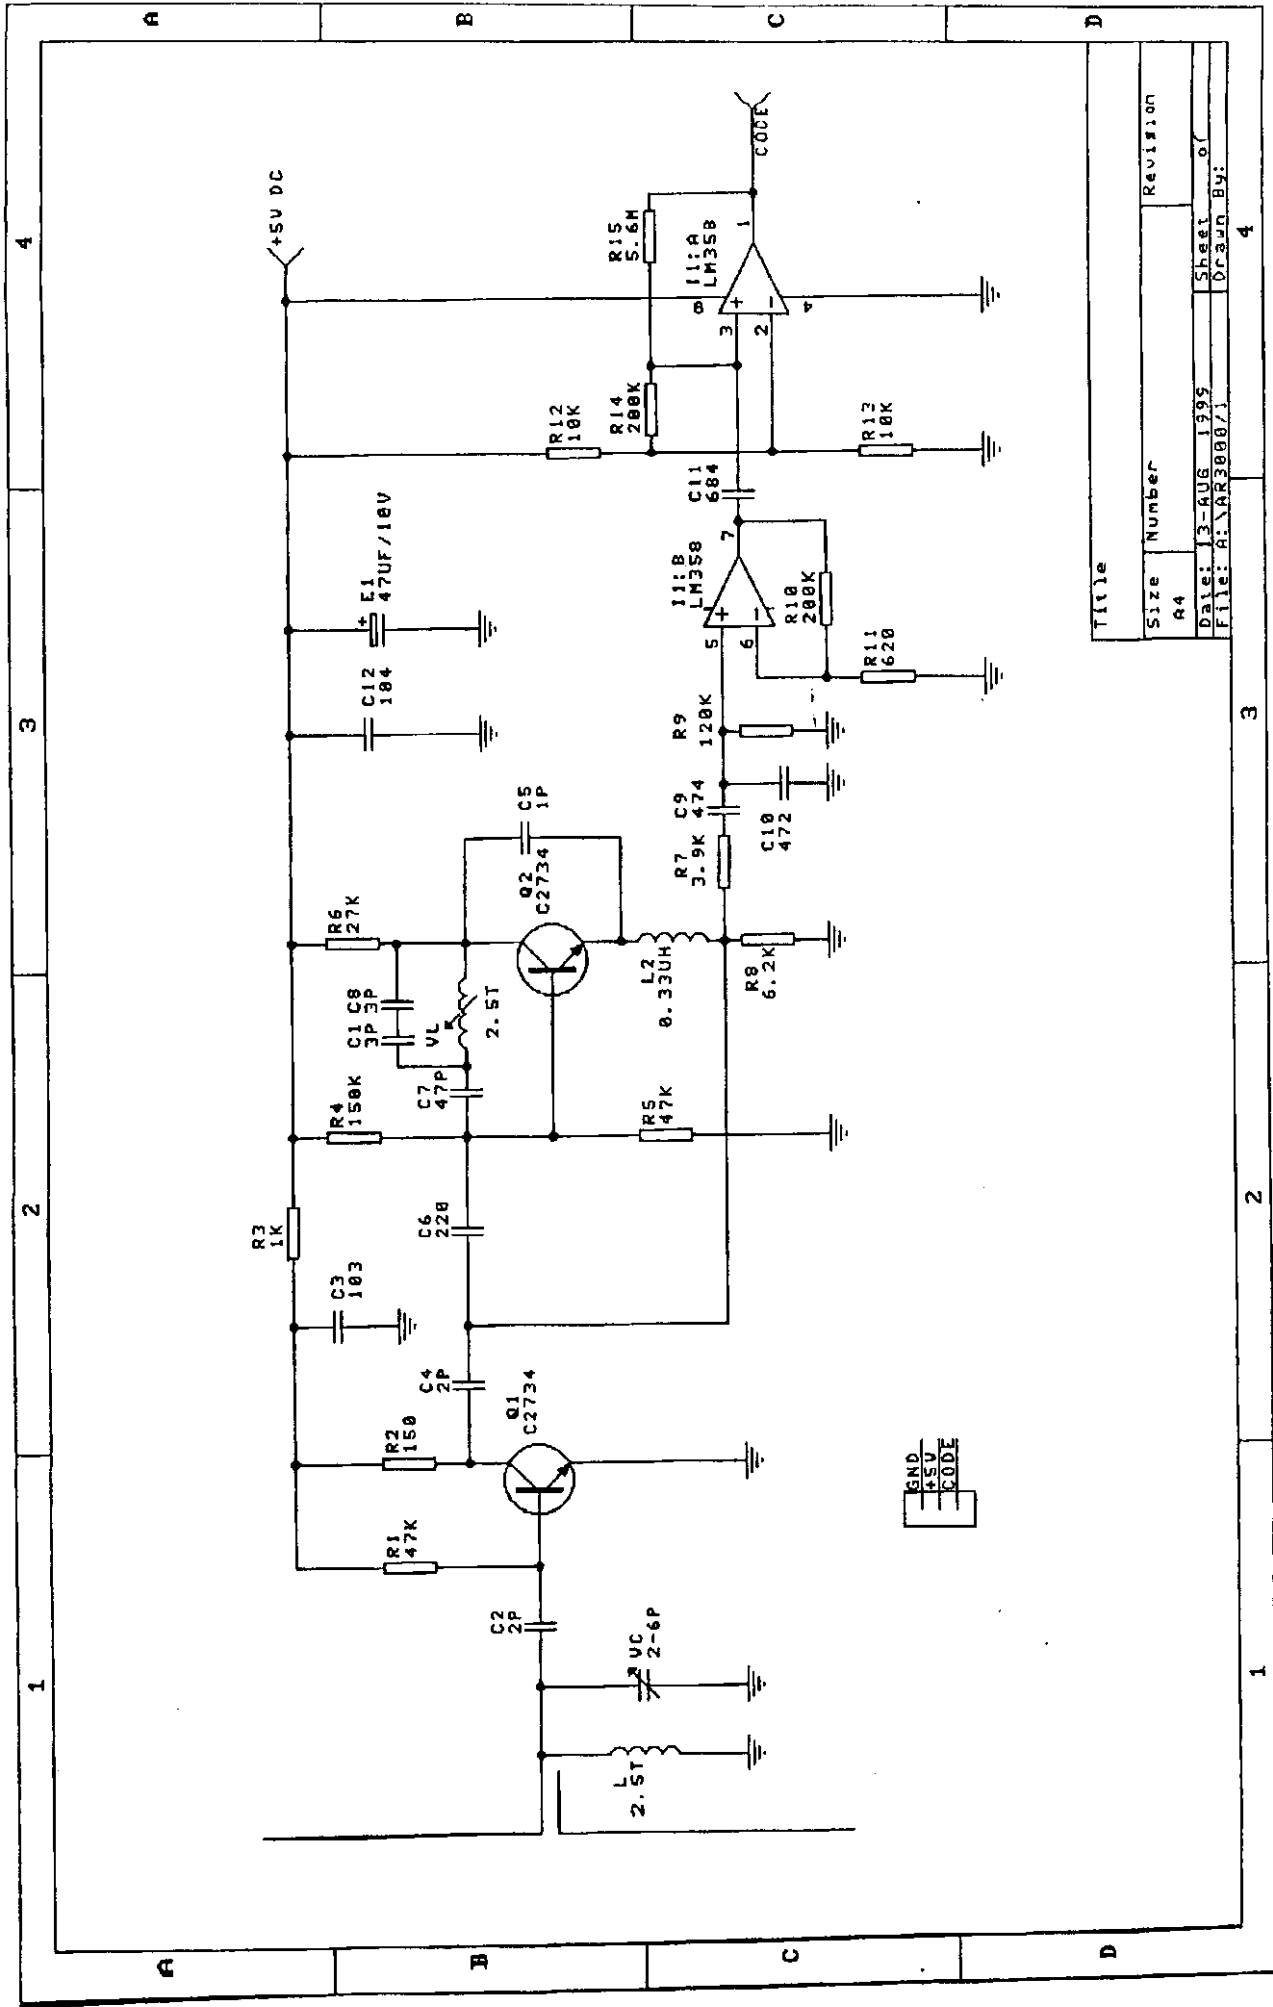 1
2
3
4
A
B
C
D
+5V DC
R3
1K
R1
47K
R2
150
C3
103
R4
150K
C1
3P
C8
3P
R6
27K
C12
104
E1
47UF/10V
+
R12
10K
R14
200K
R15
5.6M
C2
2P
C4
2P
Q1
C2734
C6
220
C7
47P
VL
2.5T
Q2
C2734
C5
1P
L
2.5T
VC
2-6P
R5
47K
L2
0.33UH
R8
6.2K
R7
3.9K
C9
474
C10
472
R9
120K
I1:B
LM358
5
6
7
+
-
R10
200K
R11
620
C11
684
R13
10K
I1:A
LM358
8
3
2
1
4
+
-
CODE
GND
+5V
CODE
Title
Size
A4
Number
Revision
Date: 13-AUG 1999
Sheet of
File: A:\AR3000/1
Drawn By:
1
2
3
4
A
B
C
D